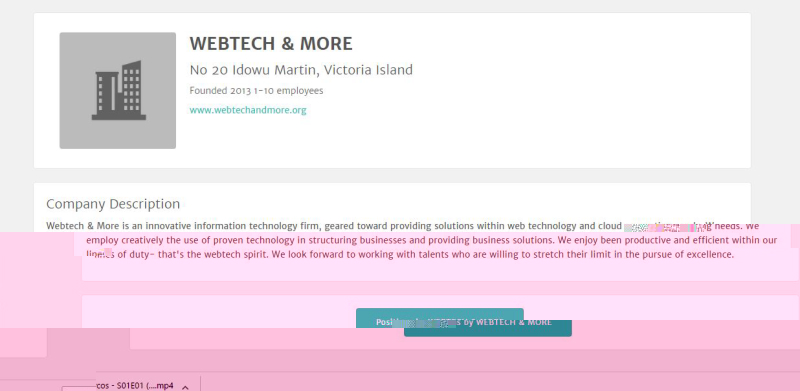 WEBTECH & MORE
No 20 Idowu Martin, Victoria Island
Founded 2013 1-10 employees
www.webtechandmore.org
Company Description
Webtech & More is an innovative information technology firm, geared toward providing solutions within web technology and cloud needs. We
employ creatively the use of proven technology in structuring businesses and providing business solutions. We enjoy been productive and efficient within our
of duty- that's the webtech spirit. We look forward to working with talents who are willing to stretch their limit in the pursue of excellence.
by WEBTECH & MORE
cos - S01E01 (....mp4